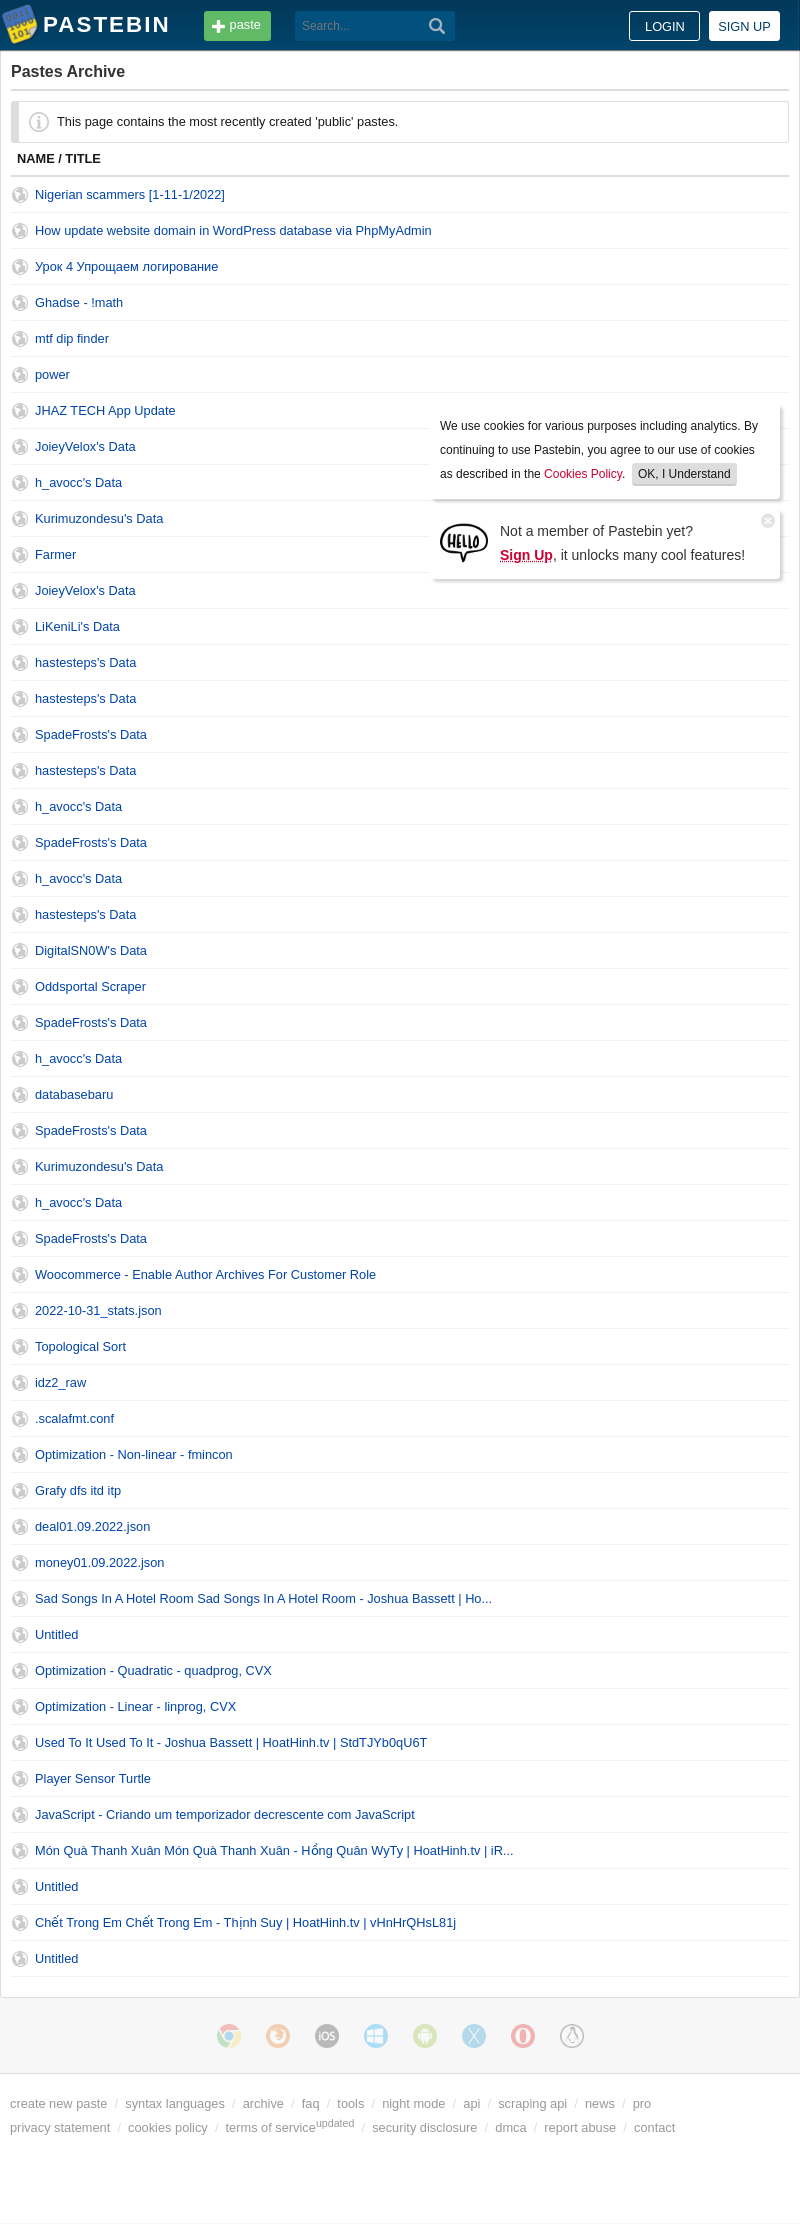 PASTEBIN paste Search... LOGIN SIGN UP
Pastes Archive
This page contains the most recently created 'public' pastes.
NAME / TITLE
Nigerian scammers [1-11-1/2022]
How update website domain in WordPress database via PhpMyAdmin
Урок 4 Упрощаем логирование
Ghadse - !math
mtf dip finder
power
JHAZ TECH App Update
JoieyVelox's Data
h_avocc's Data
Kurimuzondesu's Data
Farmer
JoieyVelox's Data
We use cookies for various purposes including analytics. By
continuing to use Pastebin, you agree to our use of cookies
as described in the Cookies Policy. OK, I Understand
HELLO
Not a member of Pastebin yet?
Sign Up, it unlocks many cool features!
LiKeniLi's Data
hastesteps's Data
hastesteps's Data
SpadeFrosts's Data
hastesteps's Data
h_avocc's Data
SpadeFrosts's Data
h_avocc's Data
hastesteps's Data
DigitalSN0W's Data
Oddsportal Scraper
SpadeFrosts's Data
h_avocc's Data
databasebaru
SpadeFrosts's Data
Kurimuzondesu's Data
h_avocc's Data
SpadeFrosts's Data
Woocommerce - Enable Author Archives For Customer Role
2022-10-31_stats.json
Topological Sort
idz2_raw
.scalafmt.conf
Optimization - Non-linear - fmincon
Grafy dfs itd itp
deal01.09.2022.json
money01.09.2022.json
Sad Songs In A Hotel Room Sad Songs In A Hotel Room - Joshua Bassett | Ho...
Untitled
Optimization - Quadratic - quadprog, CVX
Optimization - Linear - linprog, CVX
Used To It Used To It - Joshua Bassett | HoatHinh.tv | StdTJYb0qU6T
Player Sensor Turtle
JavaScript - Criando um temporizador decrescente com JavaScript
Món Quà Thanh Xuân Món Quà Thanh Xuân - Hồng Quân WyTy | HoatHinh.tv | iR...
Untitled
Chết Trong Em Chết Trong Em - Thịnh Suy | HoatHinh.tv | vHnHrQHsL81j
Untitled
iOS
create new paste / syntax languages / archive / faq / tools / night mode / api / scraping api / news / pro
privacy statement / cookies policy / terms of serviceupdated / security disclosure / dmca / report abuse / contact